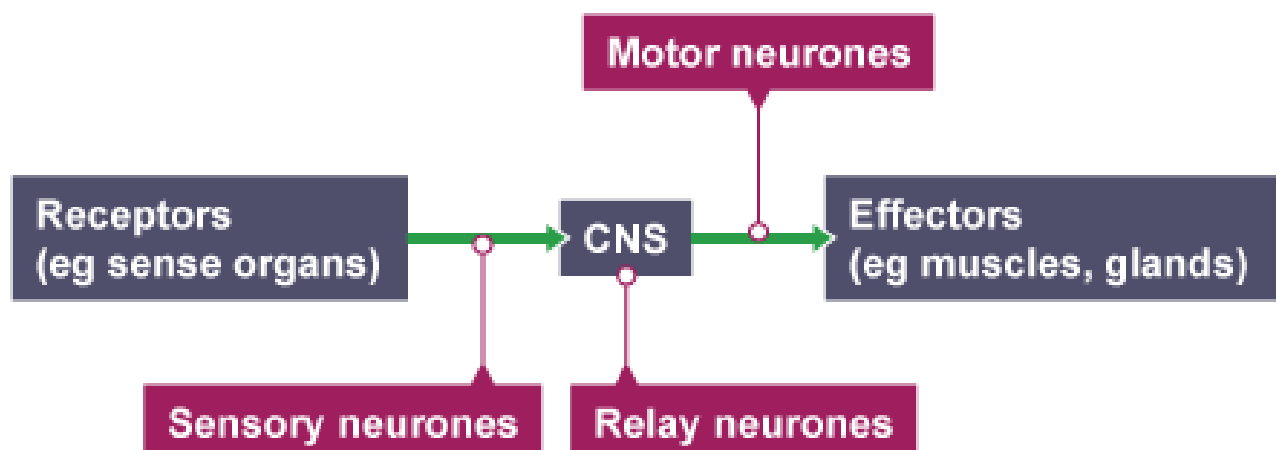 Motor neurones
Receptors
(eg sense organs)
CNS
Effectors
(eg muscles, glands)
Sensory neurones
Relay neurones